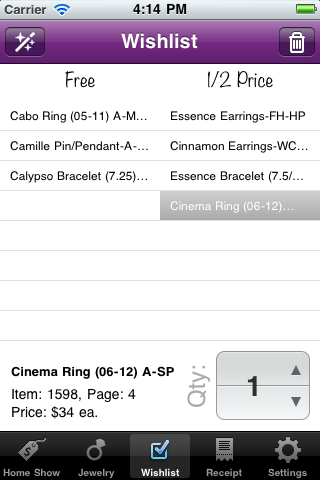 Carrier 4:14 PM
Wishlist
Free 1/2 Price
Cabo Ring (05-11) A-M... Essence Earrings-FH-HP
Camille Pin/Pendant-A-... Cinnamon Earrings-WC...
Calypso Bracelet (7.25)... Essence Bracelet (7.5/...
Cinema Ring (06-12)...
Cinema Ring (06-12) A-SP
Item: 1598, Page: 4
Price: $34 ea.
Qty:
1
Home Show Jewelry Wishlist Receipt Settings